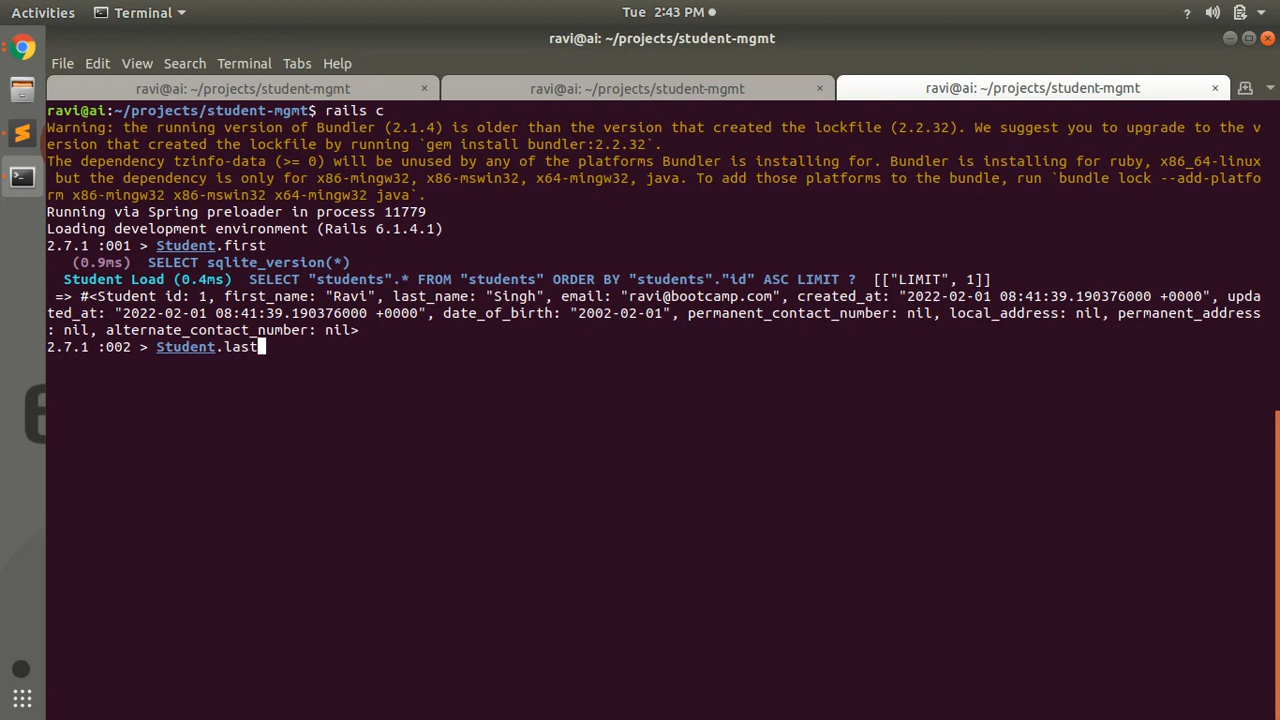 Activities Terminal Tue 2:43 PM ?
ravi@ai: ~/projects/student-mgmt
File Edit View Search Terminal Tabs Help
ravi@ai: ~/projects/student-mgmt × ravi@ai: ~/projects/student-mgmt × ravi@ai: ~/projects/student-mgmt ×
ravi@ai:~/projects/student-mgmt$ rails c
Warning: the running version of Bundler (2.1.4) is older than the version that created the lockfile (2.2.32). We suggest you to upgrade to the v
ersion that created the lockfile by running `gem install bundler:2.2.32`.
The dependency tzinfo-data (>= 0) will be unused by any of the platforms Bundler is installing for. Bundler is installing for ruby, x86_64-linux
 but the dependency is only for x86-mingw32, x86-mswin32, x64-mingw32, java. To add those platforms to the bundle, run `bundle lock --add-platfo
rm x86-mingw32 x86-mswin32 x64-mingw32 java`.
Running via Spring preloader in process 11779
Loading development environment (Rails 6.1.4.1)
2.7.1 :001 > Student.first
   (0.9ms)  SELECT sqlite_version(*)
  Student Load (0.4ms)  SELECT "students".* FROM "students" ORDER BY "students"."id" ASC LIMIT ?  [["LIMIT", 1]]
 => #<Student id: 1, first_name: "Ravi", last_name: "Singh", email: "ravi@bootcamp.com", created_at: "2022-02-01 08:41:39.190376000 +0000", upda
ted_at: "2022-02-01 08:41:39.190376000 +0000", date_of_birth: "2002-02-01", permanent_contact_number: nil, local_address: nil, permanent_address
: nil, alternate_contact_number: nil>
2.7.1 :002 > Student.last